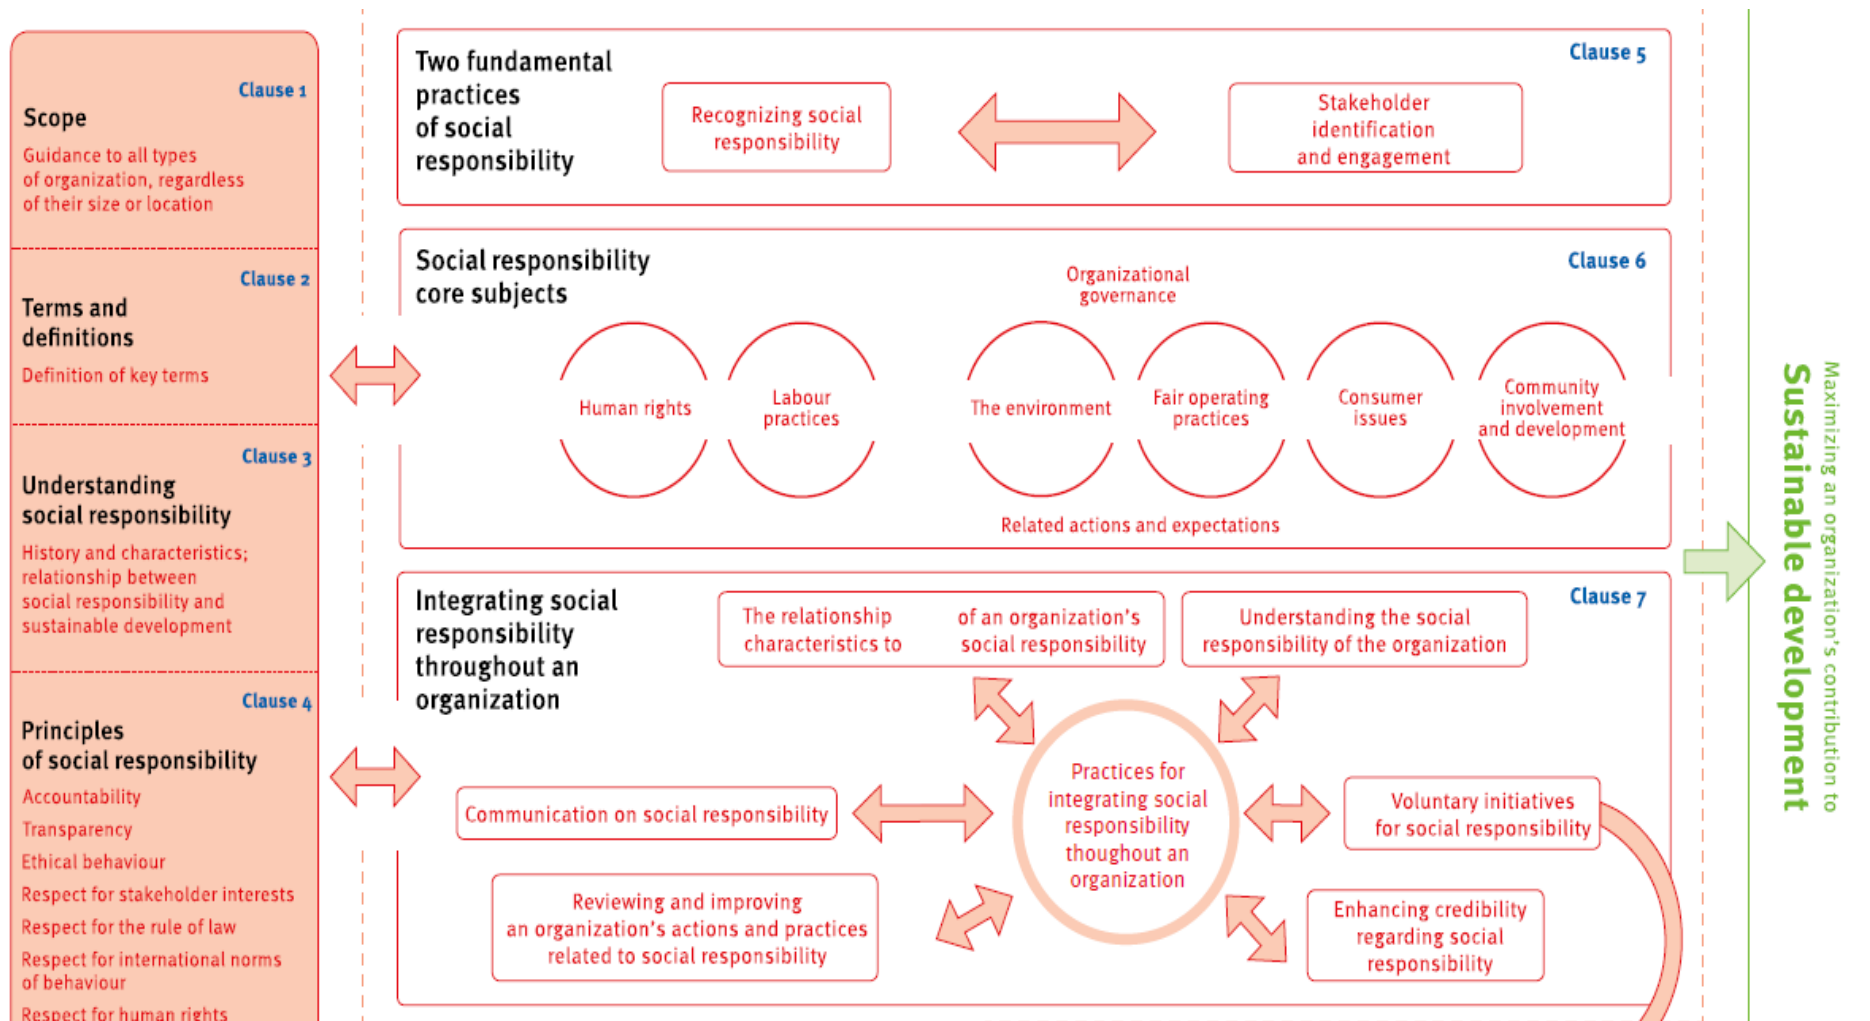 Clause 1
Scope
Guidance to all types
of organization, regardless
of their size or location
Clause 2
Terms and
definitions
Definition of key terms
Clause 3
Understanding
social responsibility
History and characteristics;
relationship between
social responsibility and
sustainable development
Clause 4
Principles
of social responsibility
Accountability
Transparency
Ethical behaviour
Respect for stakeholder interests
Respect for the rule of law
Respect for international norms
of behaviour
Respect for human rights
Two fundamental
practices
of social
responsibility
Clause 5
Recognizing social
responsibility
Stakeholder
identification
and engagement
Social responsibility
core subjects
Clause 6
Organizational
governance
Human rights
Labour
practices
The environment
Fair operating
practices
Consumer
issues
Community
involvement
and development
Related actions and expectations
Integrating social
responsibility
throughout an
organization
Clause 7
The relationship of an organization's
characteristics to social responsibility
Understanding the social
responsibility of the organization
Practices for
integrating social
responsibility
thoughout an
organization
Communication on social responsibility
Voluntary initiatives
for social responsibility
Reviewing and improving
an organization's actions and practices
related to social responsibility
Enhancing credibility
regarding social
responsibility
Maximizing an organization's contribution to
Sustainable development